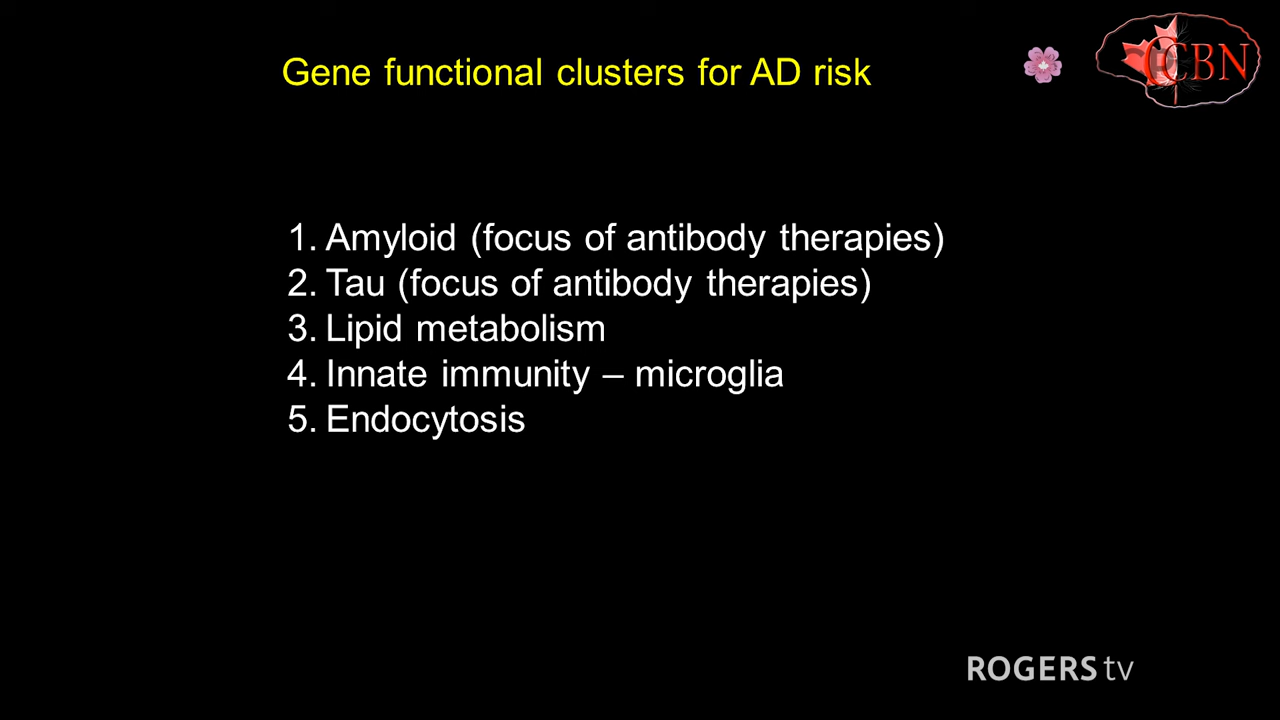 Gene functional clusters for AD risk
CCBN
1. Amyloid (focus of antibody therapies)
2. Tau (focus of antibody therapies)
3. Lipid metabolism
4. Innate immunity – microglia
5. Endocytosis
ROGERS tv